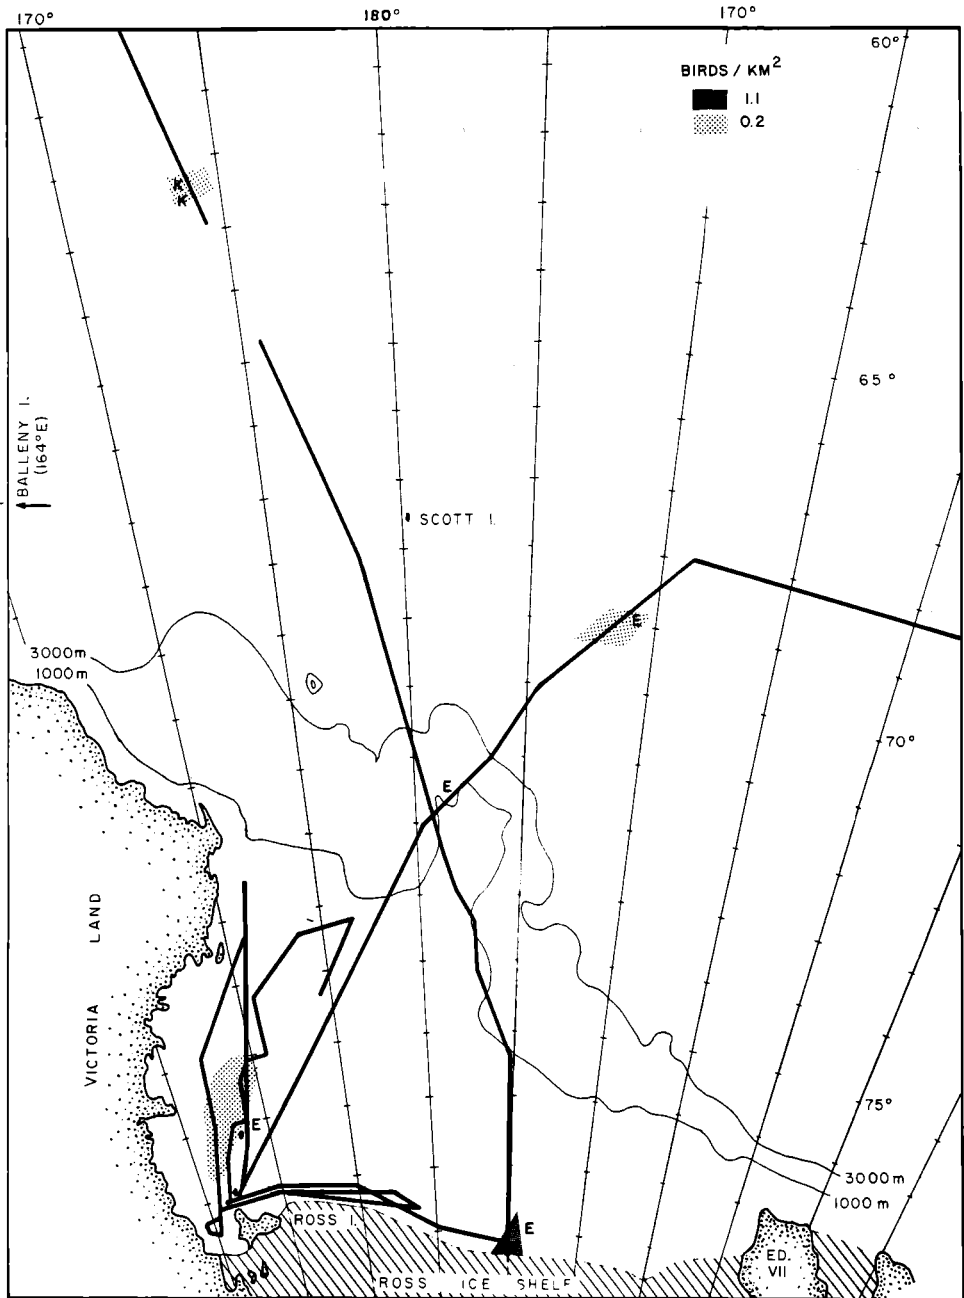 170°
180°
170°
60°
BIRDS / KM²
1.1
0.2
K
K
65°
BALLENY I.
(164°E)
SCOTT I.
E
3000m
1000m
70°
E
VICTORIA LAND
75°
E
3000m
1000m
ROSS I.
E
ED.
VII
ROSS ICE SHELF